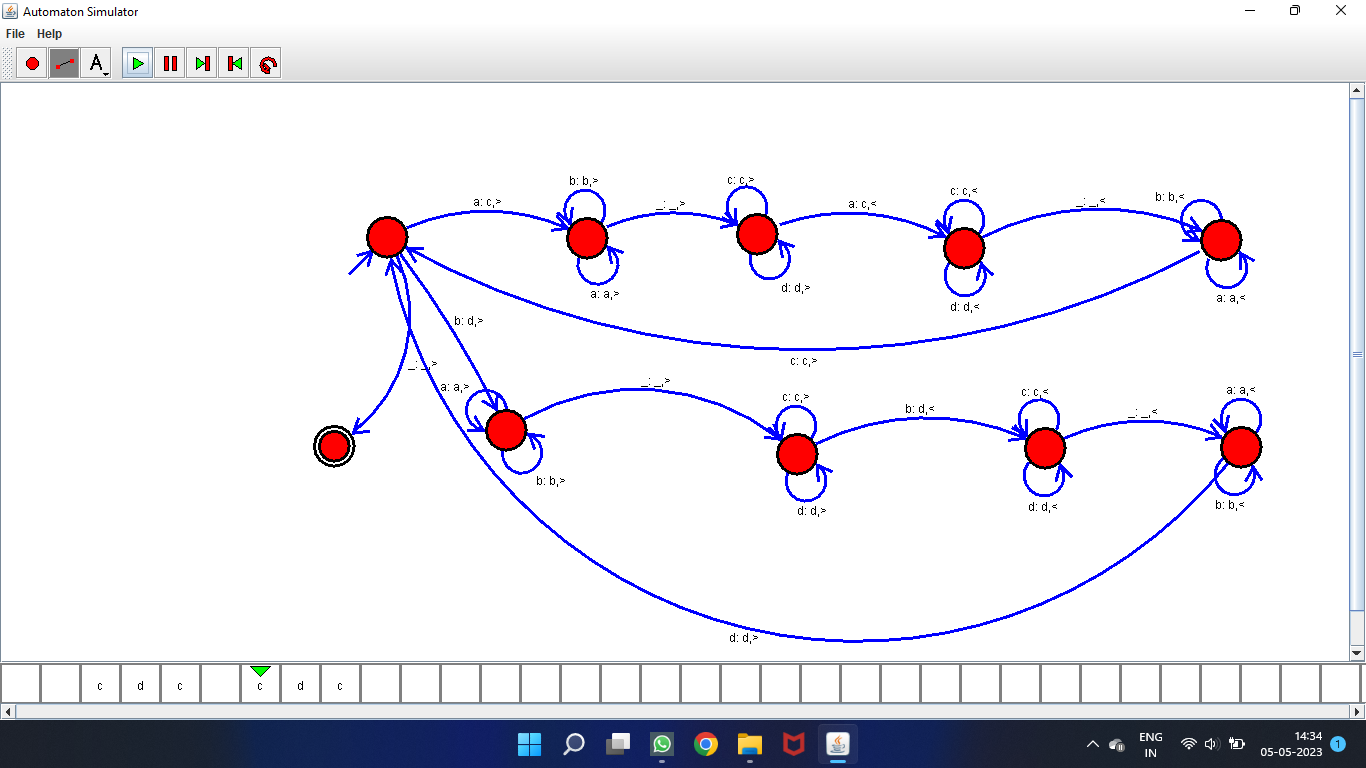 Automaton Simulator
File Help
A
b: b,>
c: c,>
c: c,<
b: b,<
a: c,>
_: _,>
a: c,<
_: _,<
a: a,>
d: d,>
d: d,<
a: a,<
b: d,>
c: c,>
_: _,>
a: a,>
_: _,>
c: c,>
b: d,<
c: c,<
_: _,<
a: a,<
b: b,>
d: d,>
d: d,<
b: b,<
d: d,>
c d c c d c
ENG
IN
14:34
05-05-2023
1